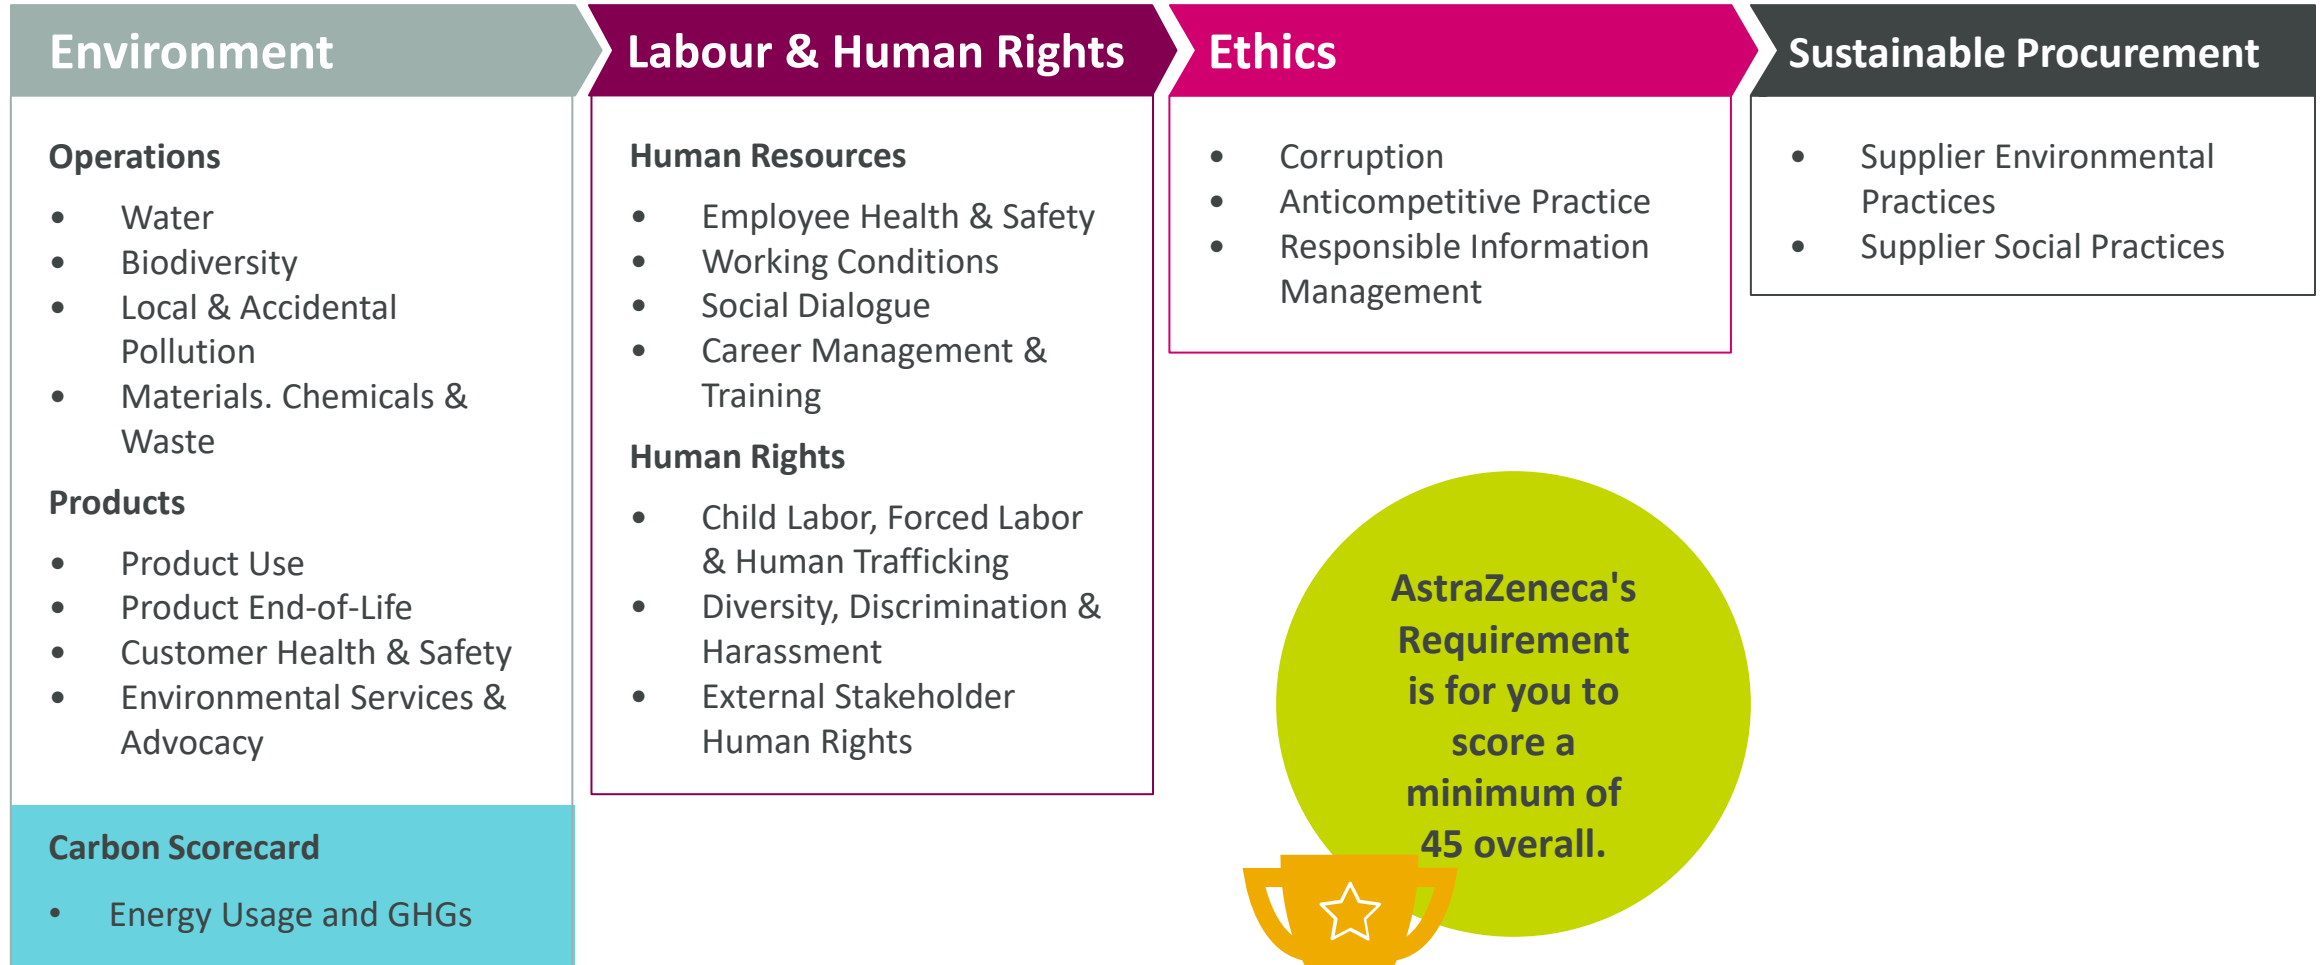 Environment
Operations
• Water
• Biodiversity
• Local & Accidental
Pollution
• Materials. Chemicals &
Waste
Products
• Product Use
• Product End-of-Life
• Customer Health & Safety
• Environmental Services &
Advocacy
Carbon Scorecard
• Energy Usage and GHGs
Labour & Human Rights
Human Resources
• Employee Health & Safety
• Working Conditions
• Social Dialogue
• Career Management &
Training
Human Rights
• Child Labor, Forced Labor
& Human Trafficking
• Diversity, Discrimination &
Harassment
• External Stakeholder
Human Rights
Ethics
• Corruption
• Anticompetitive Practice
• Responsible Information
Management
Sustainable Procurement
• Supplier Environmental
Practices
• Supplier Social Practices
AstraZeneca's
Requirement
is for you to
score a
minimum of
45 overall.